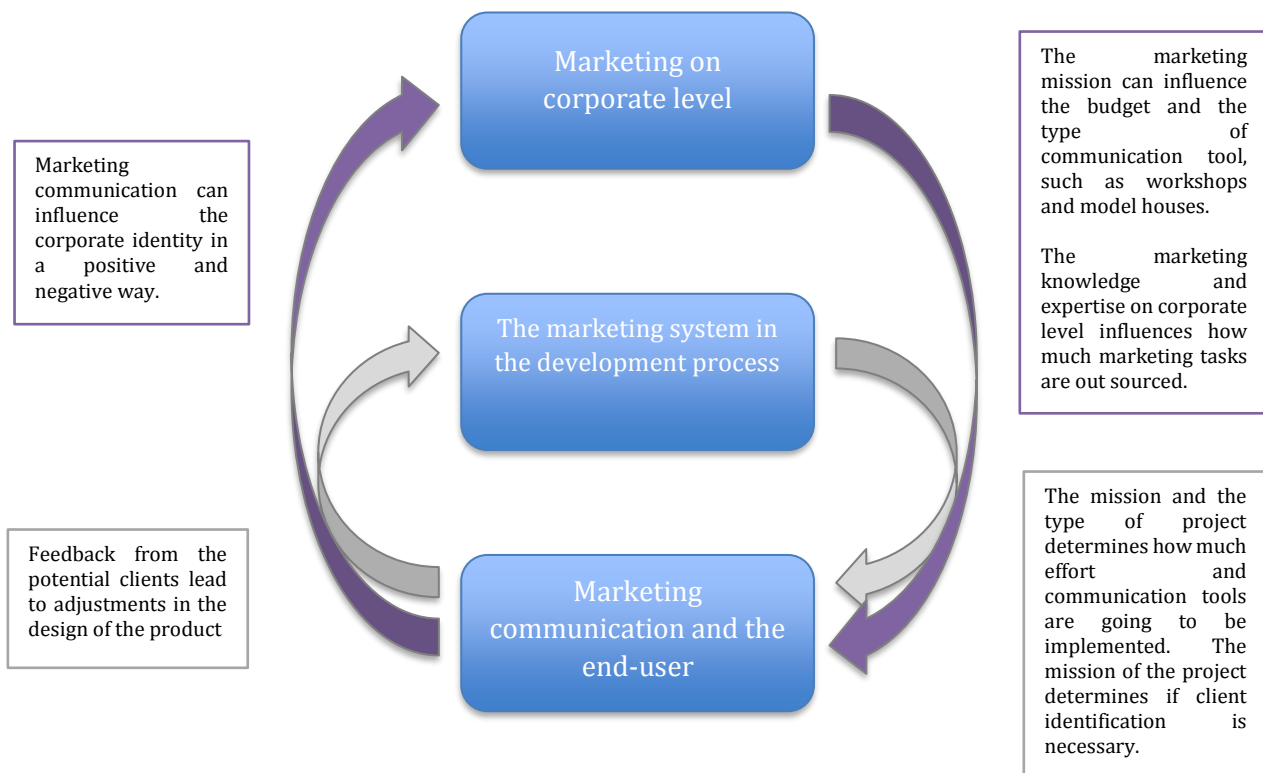 Marketing on
corporate level
The marketing
mission can influence
the budget and the
type of
communication tool,
such as workshops
and model houses.
The marketing
knowledge and
expertise on corporate
level influences how
much marketing tasks
are out sourced.
Marketing
communication can
influence the
corporate identity in
a positive and
negative way.
The marketing system in
the development process
Feedback from the
potential clients lead
to adjustments in the
design of the product
Marketing
communication and the
end-user
The mission and the
type of project
determines how much
effort and
communication tools
are going to be
implemented. The
mission of the project
determines if client
identification is
necessary.